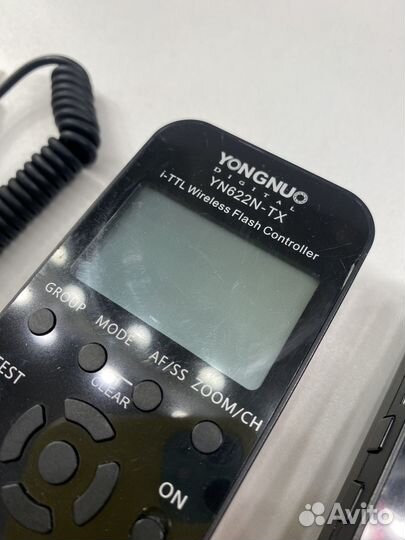 YONGNUO
DIGITAL
YN622N-TX
i-TTL Wireless Flash Controller
GROUP
MODE
AF/SS
ZOOM/CH
CLEAR
TEST
ON
Avito